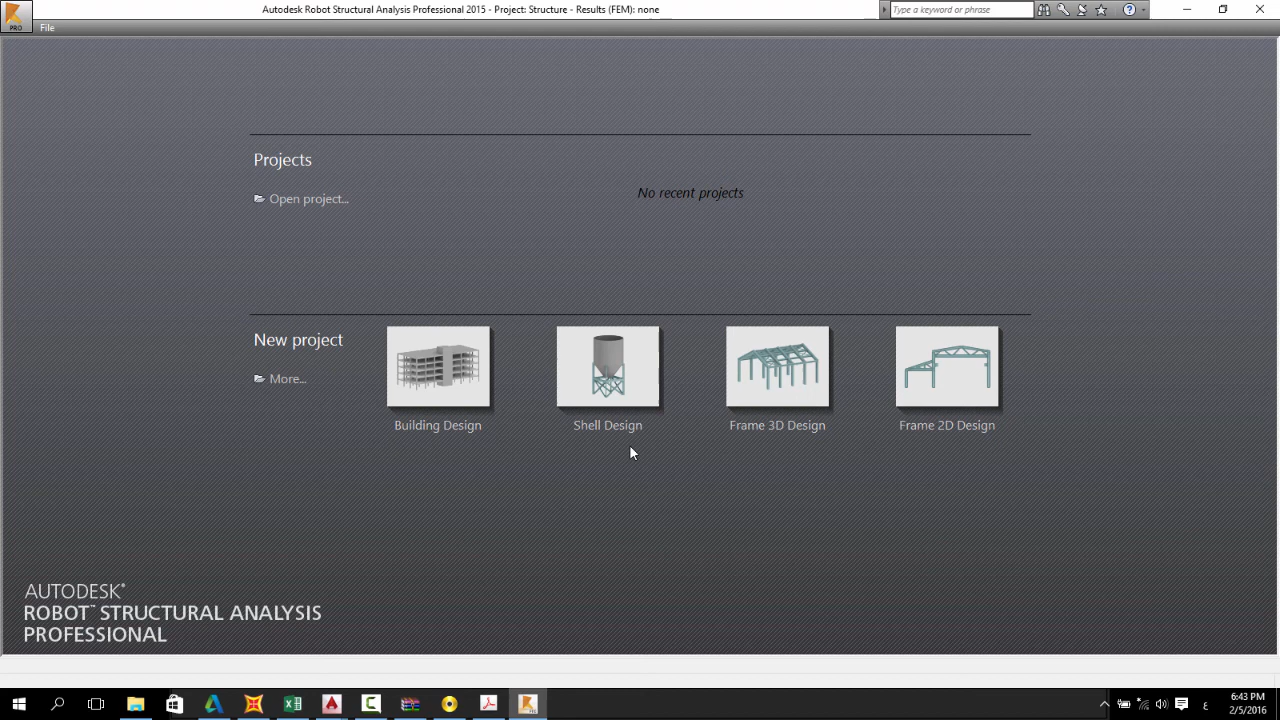 Autodesk Robot Structural Analysis Professional 2015 - Project: Structure - Results (FEM): none
Type a keyword or phrase
PRO
File
Projects
Open project...
No recent projects
New project
More...
Building Design
Shell Design
Frame 3D Design
Frame 2D Design
AUTODESK®
ROBOT™ STRUCTURAL ANALYSIS
PROFESSIONAL
ع
6:43 PM
2/5/2016